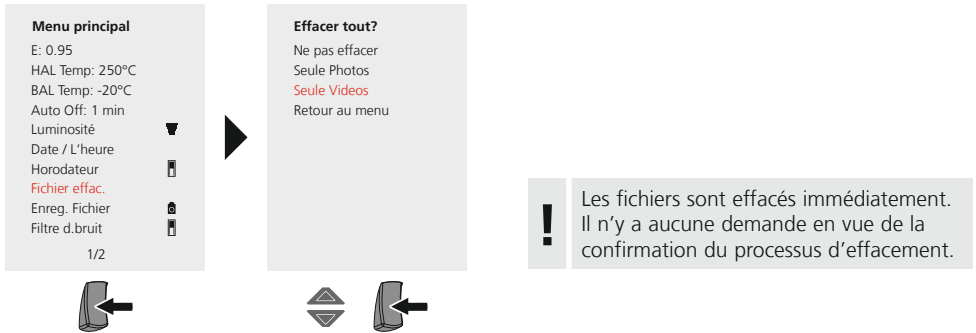 Menu principal
E: 0.95
HAL Temp: 250°C
BAL Temp: -20°C
Auto Off: 1 min
Luminosité
Date / L'heure
Horodateur
Fichier effac.
Enreg. Fichier
Filtre d.bruit
1/2
Effacer tout?
Ne pas effacer
Seule Photos
Seule Videos
Retour au menu
!
Les fichiers sont effacés immédiatement.
Il n'y a aucune demande en vue de la
confirmation du processus d'effacement.